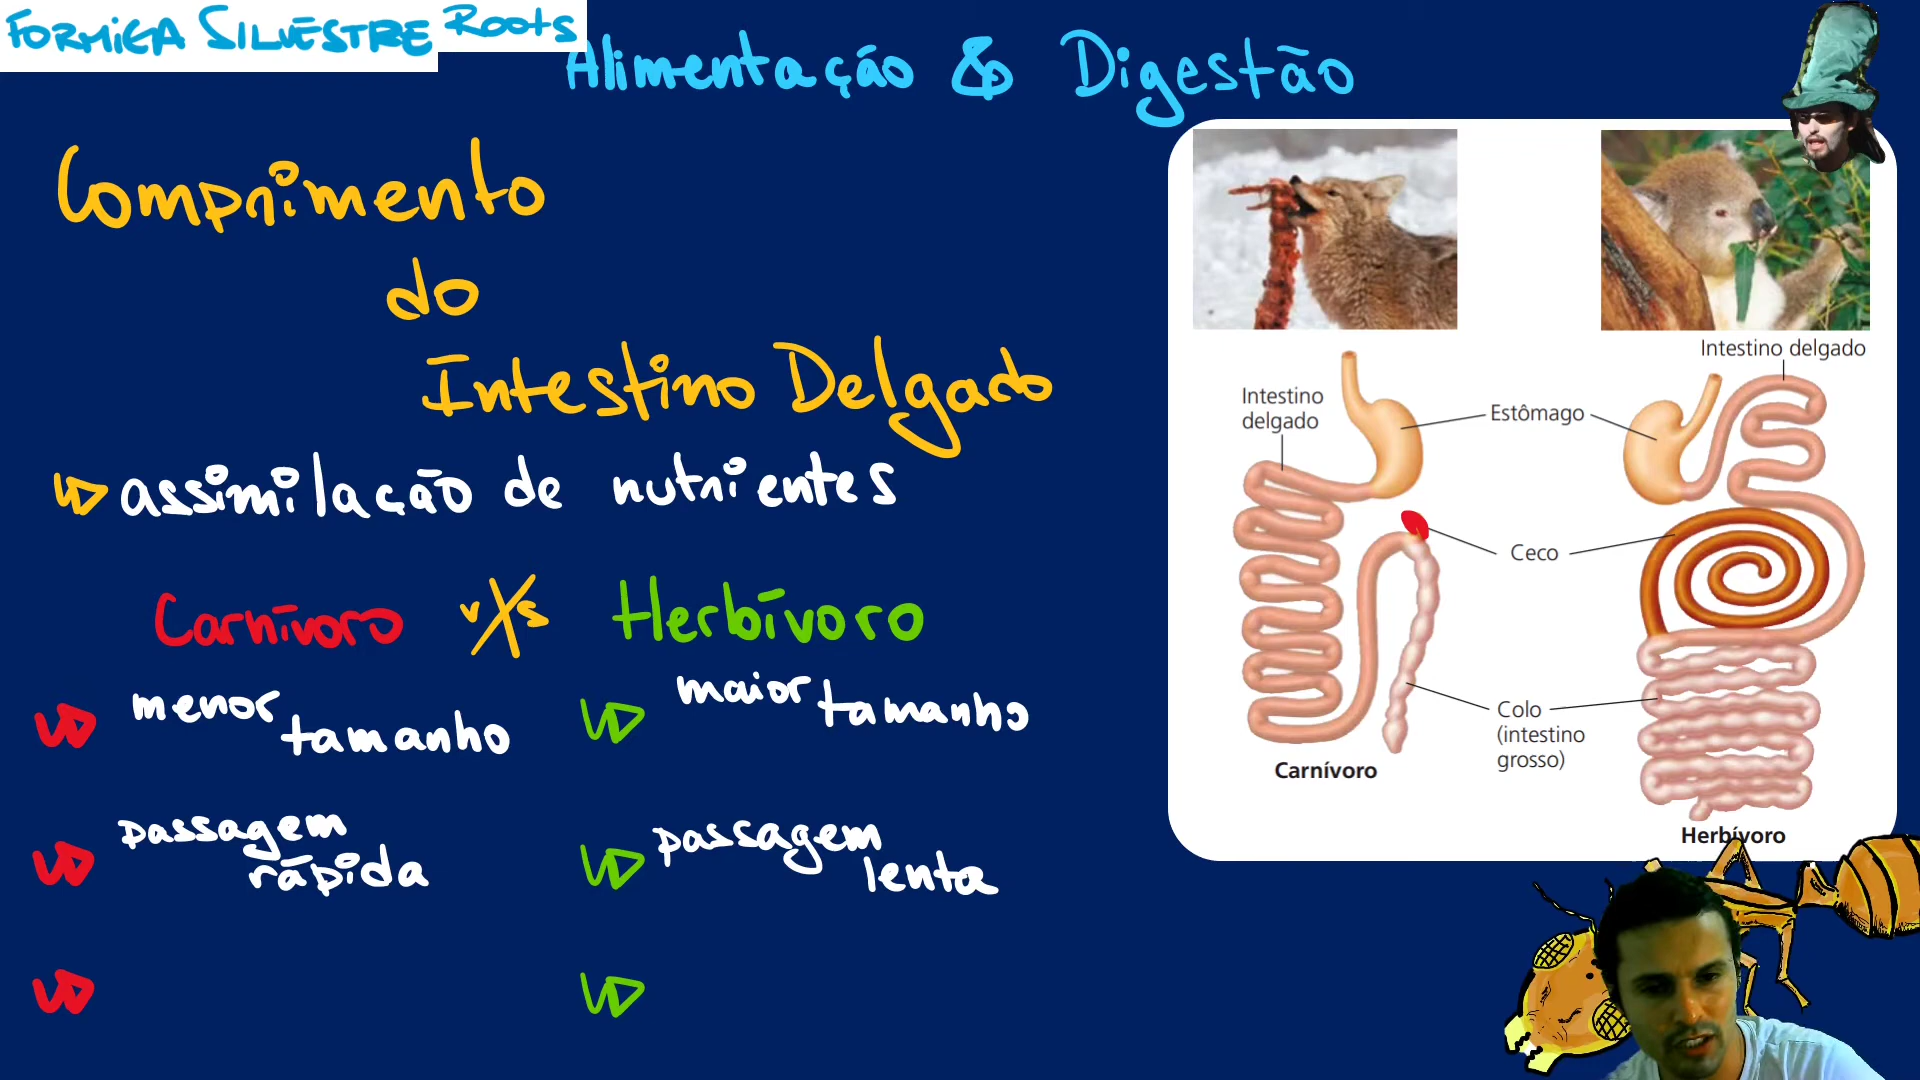 FORMIGA SILVESTRE Roots
Alimentação & Digestão
Comprimento
do
Intestino Delgado
assimilação de nutrientes
Carnívoro v/s Herbívoro
menor tamanho
maior tamanho
passagem rápida
passagem lenta
Intestino delgado
Intestino
delgado
Estômago
Ceco
Colo
(intestino
grosso)
Carnívoro
Herbívoro